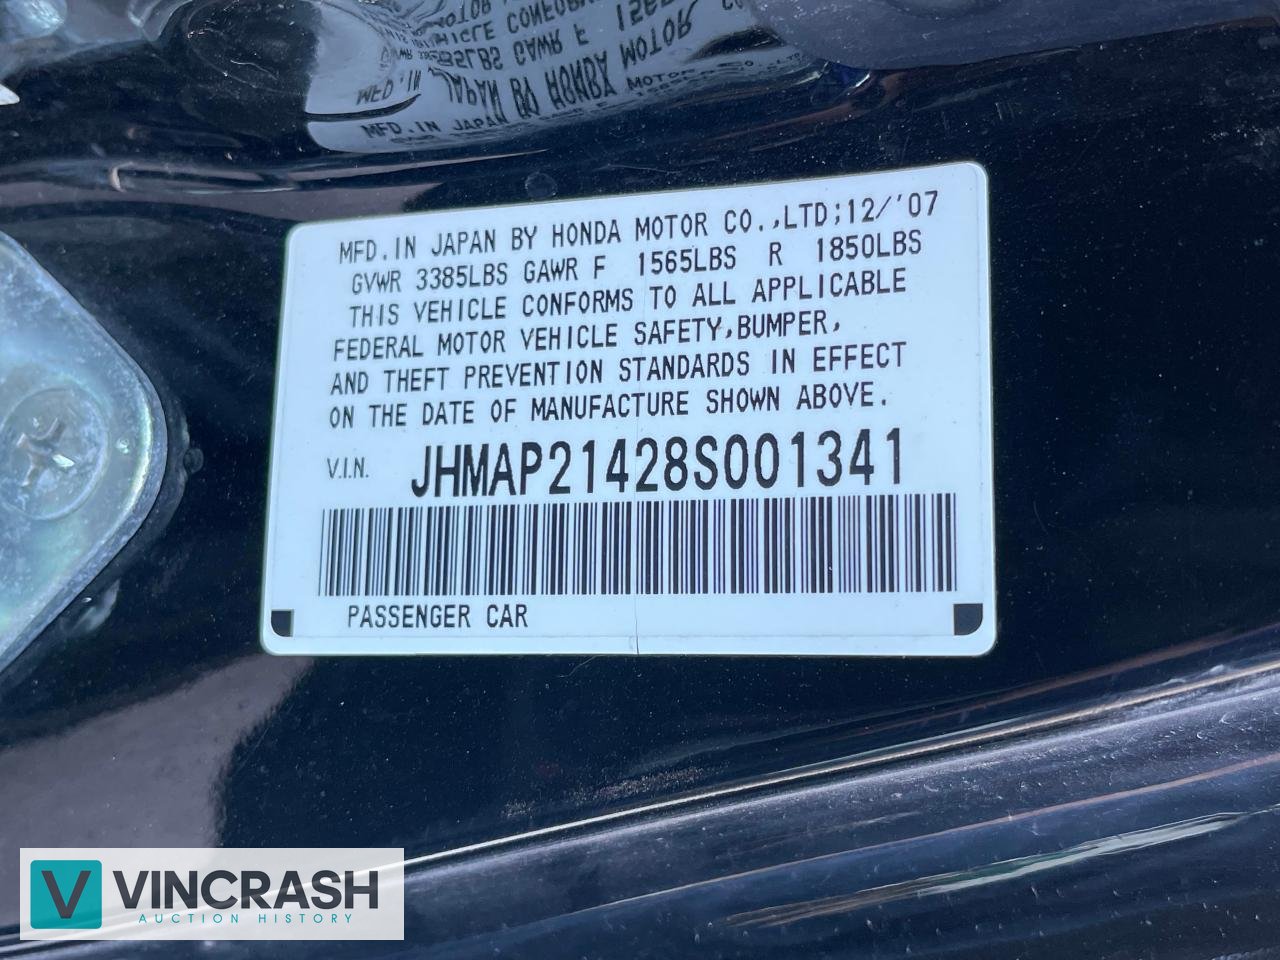 MFD.IN JAPAN BY HONDA MOTOR CO.,LTD;12/'07
GVWR 3385LBS GAWR F 1565LBS R 1850LBS
THIS VEHICLE CONFORMS TO ALL APPLICABLE
FEDERAL MOTOR VEHICLE SAFETY,BUMPER,
AND THEFT PREVENTION STANDARDS IN EFFECT
ON THE DATE OF MANUFACTURE SHOWN ABOVE.
V.I.N. JHMAP21428S001341
PASSENGER CAR
V VINCRASH
AUCTION HISTORY